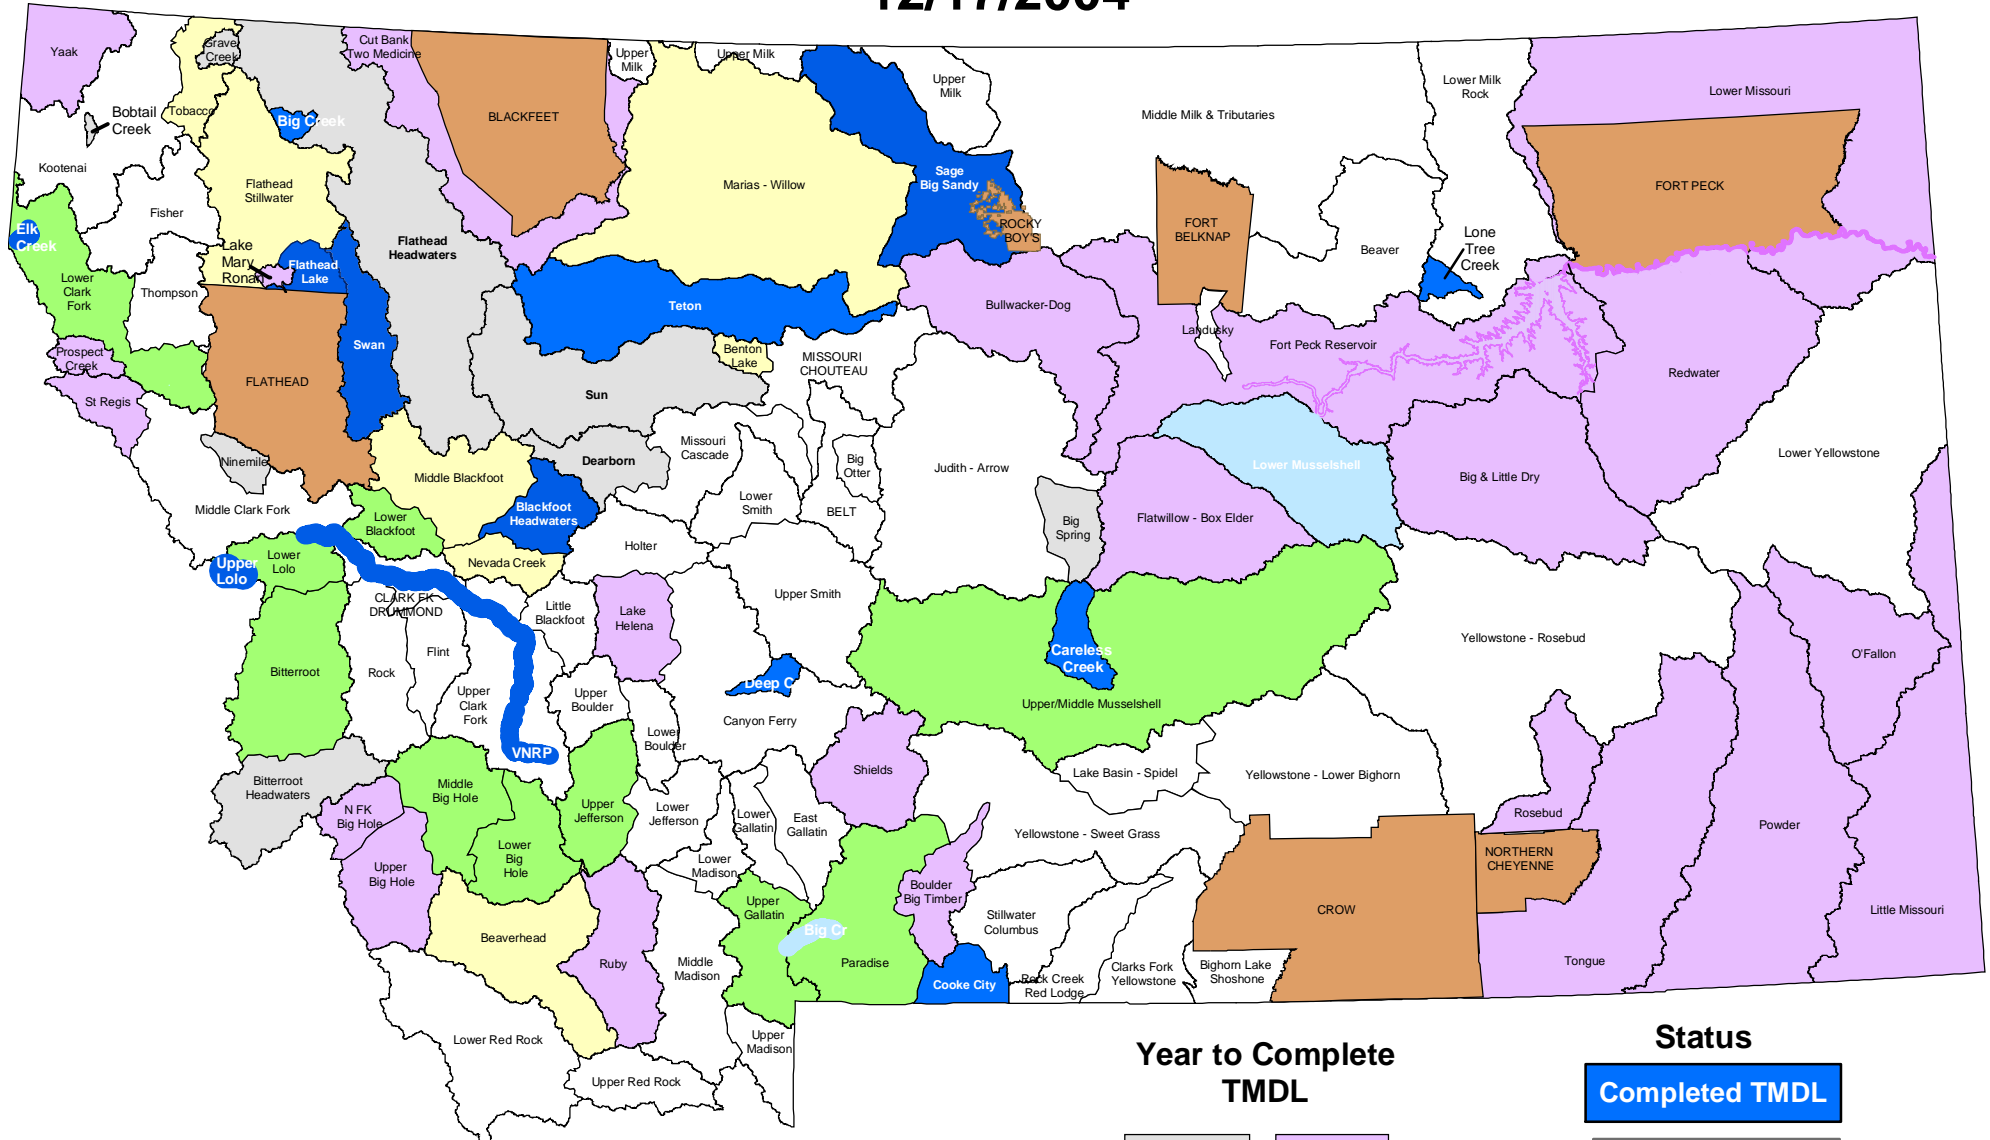 12/17/2004
Yaak
Grave
Creek
Cut Bank
Two Medicine
Upper
Milk
Upper Milk
Upper
Milk
Lower Milk
Rock
Lower Missouri
Bobtail
Creek
Tobacco
Big Creek
BLACKFEET
Middle Milk & Tributaries
Kootenai
Flathead
Stillwater
Marias - Willow
Sage
Big Sandy
FORT PECK
Fisher
Elk
Creek
ROCKY
BOY'S
FORT
BELKNAP
Lone
Tree
Creek
Beaver
Flathead
Headwaters
Lake
Mary
Ronan
Flathead
Lake
Lower
Clark
Fork
Thompson
Teton
Bullwacker-Dog
Landusky
Fort Peck Reservoir
Prospect
Creek
Swan
Benton
Lake
MISSOURI
CHOUTEAU
Redwater
FLATHEAD
Sun
St Regis
Missouri
Cascade
Big
Otter
Judith - Arrow
Lower Musselshell
Big & Little Dry
Lower Yellowstone
Ninemile
Dearborn
Middle Blackfoot
Middle Clark Fork
Lower
Blackfoot
Blackfoot
Headwaters
Lower
Smith
BELT
Big
Spring
Flatwillow - Box Elder
Holter
Lower
Lolo
Upper
Lolo
Nevada Creek
CLARK FK
DRUMMOND
Little
Blackfoot
Lake
Helena
Upper Smith
Yellowstone - Rosebud
O'Fallon
Bitterroot
Rock
Flint
Careless
Creek
Upper
Clark
Fork
Upper
Boulder
Deep C
Upper/Middle Musselshell
Canyon Ferry
Lower
Boulder
VNRP
Shields
Lake Basin - Spidel
Yellowstone - Lower Bighorn
Bitterroot
Headwaters
Middle
Big Hole
N FK
Big Hole
Upper
Jefferson
Lower
Jefferson
Lower
Gallatin
East
Gallatin
Yellowstone - Sweet Grass
Rosebud
Powder
Lower
Big
Hole
Upper
Big Hole
Lower
Madison
NORTHERN
CHEYENNE
Boulder
Big Timber
Upper
Gallatin
Stillwater
Columbus
CROW
Little Missouri
Beaverhead
Big Cr
Ruby
Middle
Madison
Paradise
Cooke City
Rock Creek
Red Lodge
Clarks Fork
Yellowstone
Bighorn Lake
Shoshone
Tongue
Lower Red Rock
Upper
Madison
Upper Red Rock
Year to Complete
TMDL
Status
Completed TMDL